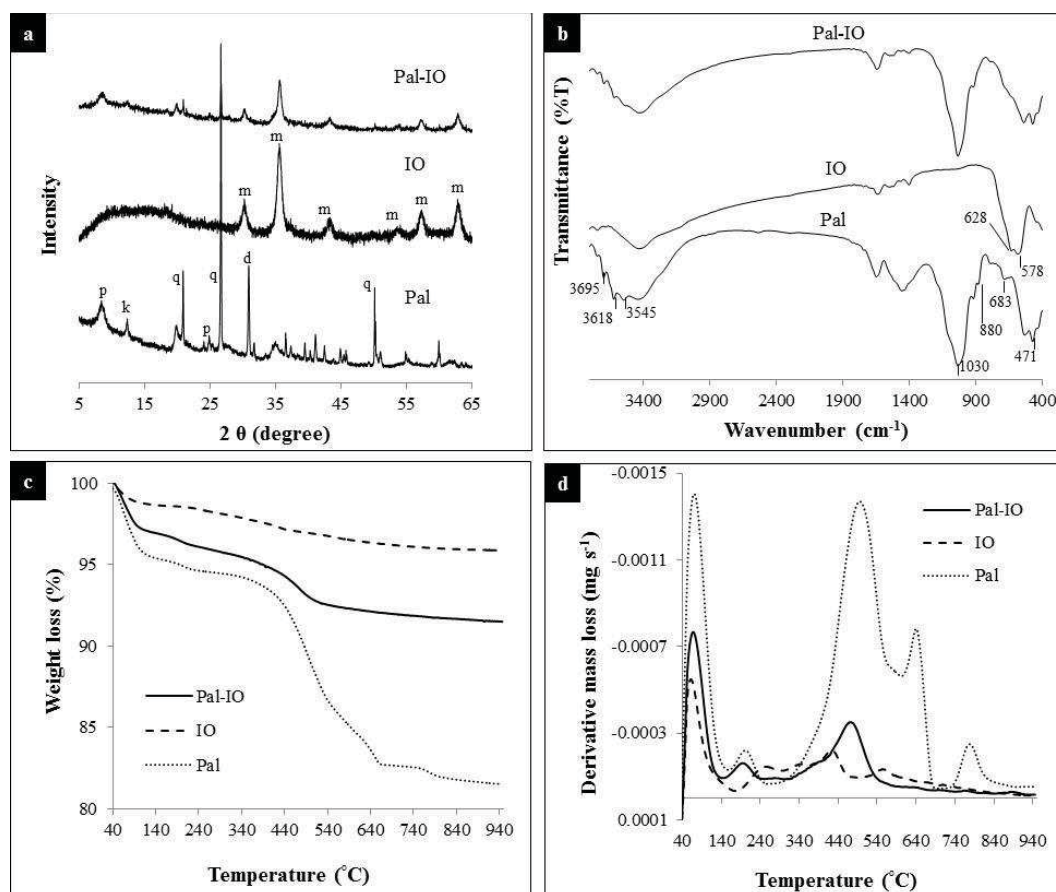 a
Pal-IO
IO
m
m
m
m
m
m
Pal
p
k
q
p
q
d
q
Intensity
5 15 25 35 45 55 65
2 θ (degree)
b
Pal-IO
IO
Pal
628
578
3695
3618
3545
1030
880
683
471
Transmittance (%T)
3400 2900 2400 1900 1400 900 400
Wavenumber (cm-1)
c
100
95
90
85
80
Weight loss (%)
Pal-IO
IO
Pal
40 140 240 340 440 540 640 740 840 940
Temperature (°C)
d
-0.0015
-0.0011
-0.0007
-0.0003
0.0001
Derivative mass loss (mg s-1)
Pal-IO
IO
Pal
40 140 240 340 440 540 640 740 840 940
Temperature (°C)